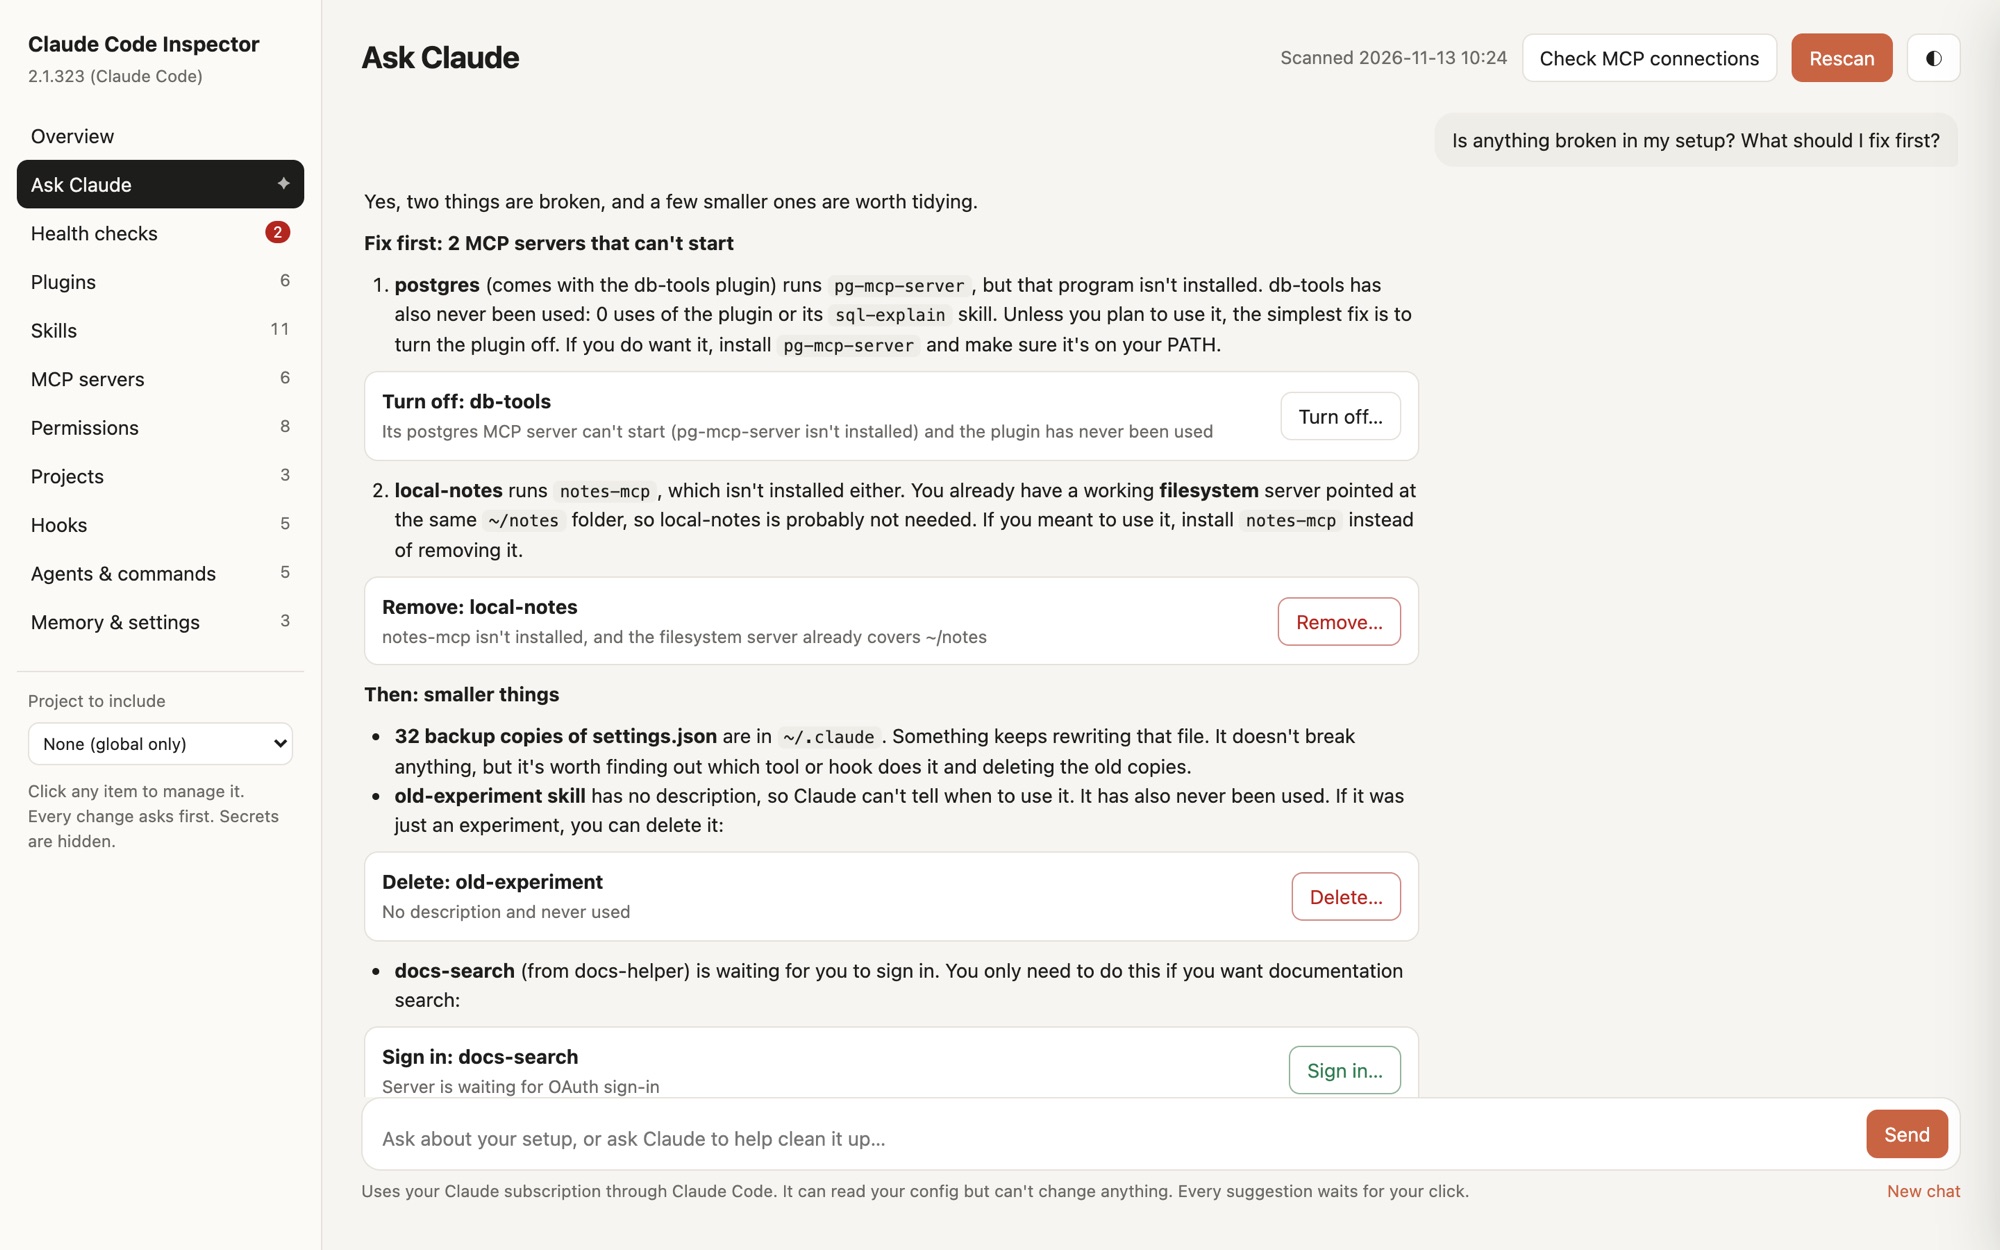 Claude Code Inspector
2.1.323 (Claude Code)
Overview
Ask Claude
Health checks 2
Plugins 6
Skills 11
MCP servers 6
Permissions 8
Projects 3
Hooks 5
Agents & commands 5
Memory & settings 3
Project to include
None (global only)
Click any item to manage it.
Every change asks first. Secrets
are hidden.
Ask Claude
Scanned 2026-11-13 10:24
Check MCP connections
Rescan
Is anything broken in my setup? What should I fix first?
Yes, two things are broken, and a few smaller ones are worth tidying.
Fix first: 2 MCP servers that can't start
1. postgres (comes with the db-tools plugin) runs pg-mcp-server, but that program isn't installed. db-tools has
also never been used: 0 uses of the plugin or its sql-explain skill. Unless you plan to use it, the simplest fix is to
turn the plugin off. If you do want it, install pg-mcp-server and make sure it's on your PATH.
Turn off: db-tools
Its postgres MCP server can't start (pg-mcp-server isn't installed) and the plugin has never been used
Turn off...
2. local-notes runs notes-mcp, which isn't installed either. You already have a working filesystem server pointed at
the same ~/notes folder, so local-notes is probably not needed. If you meant to use it, install notes-mcp instead
of removing it.
Remove: local-notes
notes-mcp isn't installed, and the filesystem server already covers ~/notes
Remove...
Then: smaller things
• 32 backup copies of settings.json are in ~/.claude. Something keeps rewriting that file. It doesn't break
anything, but it's worth finding out which tool or hook does it and deleting the old copies.
• old-experiment skill has no description, so Claude can't tell when to use it. It has also never been used. If it was
just an experiment, you can delete it:
Delete: old-experiment
No description and never used
Delete...
• docs-search (from docs-helper) is waiting for you to sign in. You only need to do this if you want documentation
search:
Sign in: docs-search
Server is waiting for OAuth sign-in
Sign in...
Ask about your setup, or ask Claude to help clean it up...
Send
Uses your Claude subscription through Claude Code. It can read your config but can't change anything. Every suggestion waits for your click.
New chat